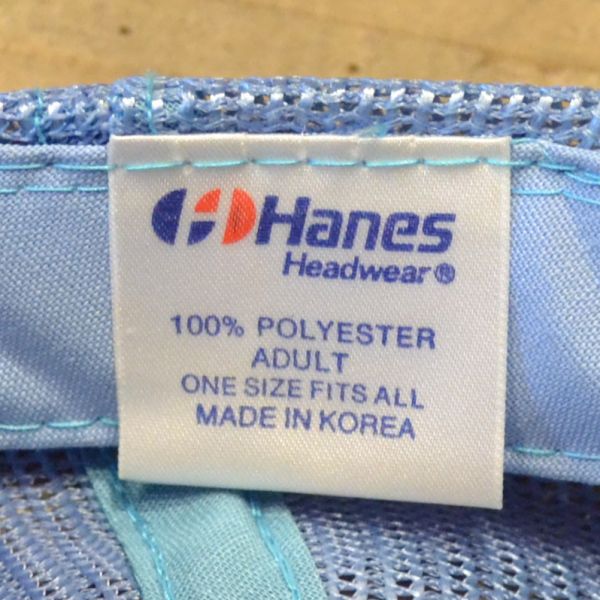 Hanes
Headwear®
100% POLYESTER
ADULT
ONE SIZE FITS ALL
MADE IN KOREA